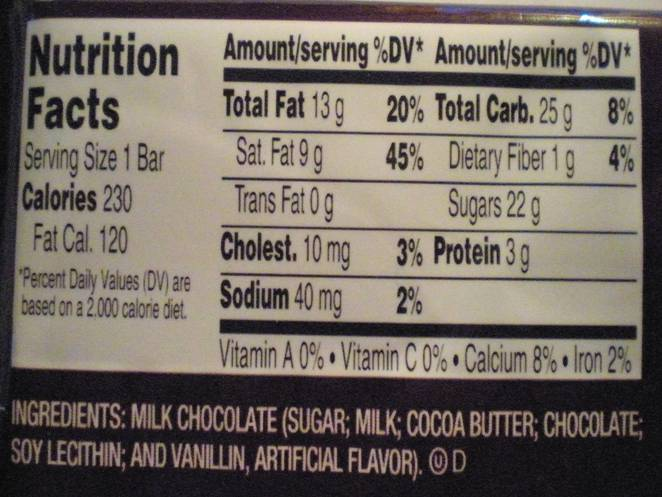 Nutrition
Facts
Serving Size 1 Bar
Calories 230
Fat Cal. 120
*Percent Daily Values (DV) are
based on a 2,000 calorie diet.
Amount/serving %DV* Amount/serving %DV*
Total Fat 13 g 20% Total Carb. 25 g 8%
Sat. Fat 9 g 45% Dietary Fiber 1 g 4%
Trans Fat 0 g Sugars 22 g
Cholest. 10 mg 3% Protein 3 g
Sodium 40 mg 2%
Vitamin A 0% • Vitamin C 0% • Calcium 8% • Iron 2%
INGREDIENTS: MILK CHOCOLATE (SUGAR; MILK; COCOA BUTTER; CHOCOLATE;
SOY LECITHIN; AND VANILLIN, ARTIFICIAL FLAVOR). Ⓤ D